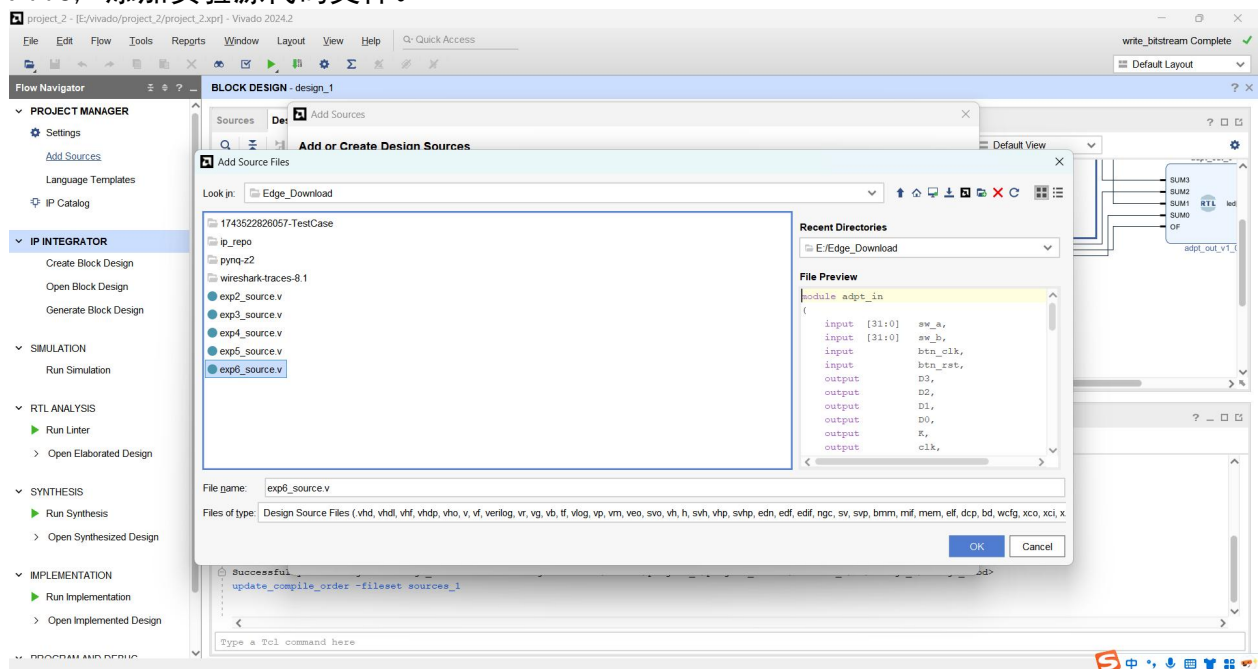 project_2 - [E:/vivado/project_2/project_2.xpr] - Vivado 2024.2
File Edit Flow Tools Reports Window Layout View Help Q- Quick Access
write_bitstream Complete
Default Layout
Flow Navigator
BLOCK DESIGN - design_1
PROJECT MANAGER
Settings
Add Sources
Language Templates
IP Catalog
IP INTEGRATOR
Create Block Design
Open Block Design
Generate Block Design
SIMULATION
Run Simulation
RTL ANALYSIS
Run Linter
Open Elaborated Design
SYNTHESIS
Run Synthesis
Open Synthesized Design
IMPLEMENTATION
Run Implementation
Open Implemented Design
Sources
Add Sources
Add or Create Design Sources
Default View
Add Source Files
Look in: Edge_Download
1743522826057-TestCase
ip_repo
pynq-z2
wireshark-traces-8.1
exp2_source.v
exp3_source.v
exp4_source.v
exp5_source.v
exp6_source.v
Recent Directories
E:/Edge_Download
File Preview
module adpt_in
(
input [31:0] sw_a,
input [31:0] sw_b,
input btn_clk,
input btn_rst,
output D3,
output D2,
output D1,
output D0,
output K,
output clk,
File name: exp6_source.v
Files of type: Design Source Files (.vhd, vhdl, vhf, vhdp, vho, v, vf, verilog, vr, vg, vb, tf, vlog, vp, vm, veo, svo, vh, h, svh, vhp, svhp, edn, edf, edif, ngc, sv, svp, bmm, mif, mem, elf, dcp, bd, wcfg, xco, xci, x
OK Cancel
SUM3
SUM2
SUM1
SUM0
OF
RTL
led
update_compile_order -fileset sources_1
Type a Tcl command here
中